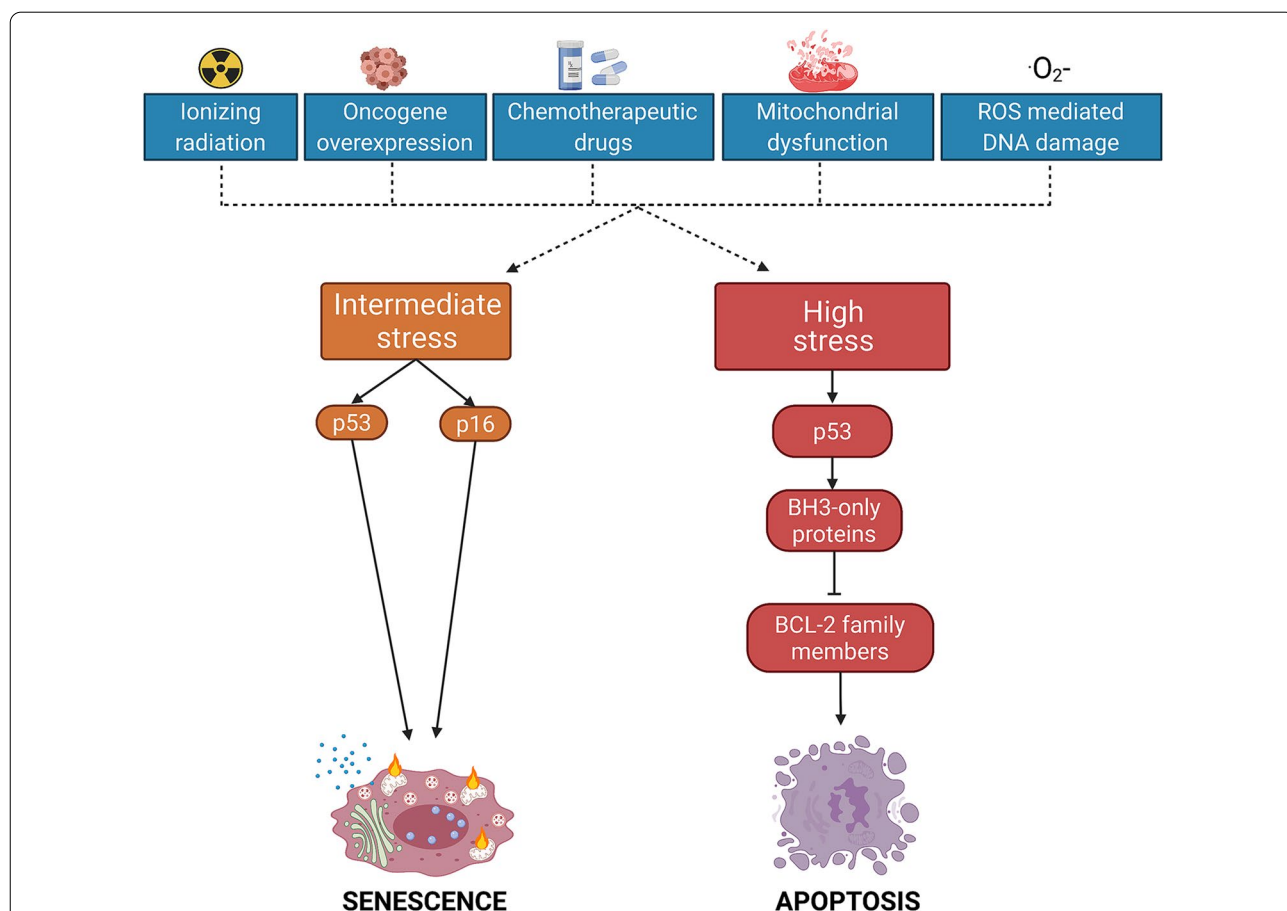 ·O₂-
Ionizing
radiation
Oncogene
overexpression
Chemotherapeutic
drugs
Mitochondrial
dysfunction
ROS mediated
DNA damage
Intermediate
stress
High
stress
p53
p16
p53
BH3-only
proteins
BCL-2 family
members
SENESCENCE
APOPTOSIS